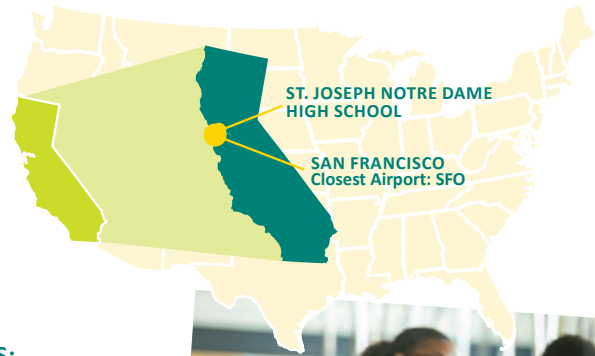 ST. JOSEPH NOTRE DAME
HIGH SCHOOL
SAN FRANCISCO
Closest Airport: SFO
S: